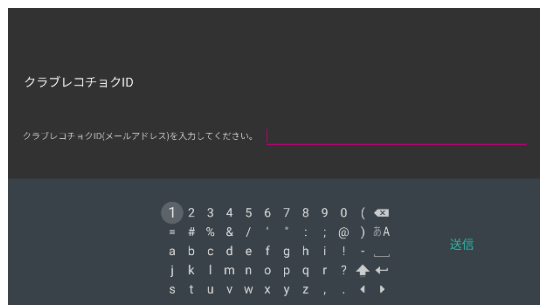 クラブレコチョクID
クラブレコチョクID(メールアドレス)を入力してください。
1 2 3 4 5 6 7 8 9 0 (
= # % & / ' " : ; @ ) あA
a b c d e f g h i ! -
j k l m n o p q r ?
s t u v w x y z , .
送信